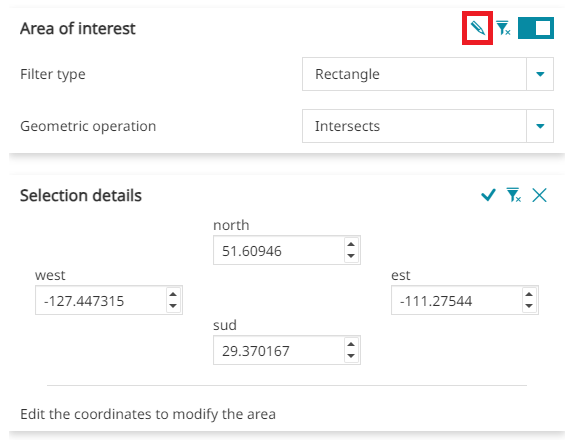 Area of interest
Filter type
Rectangle
Geometric operation
Intersects
Selection details
north
51.60946
west
-127.447315
est
-111.27544
sud
29.370167
Edit the coordinates to modify the area